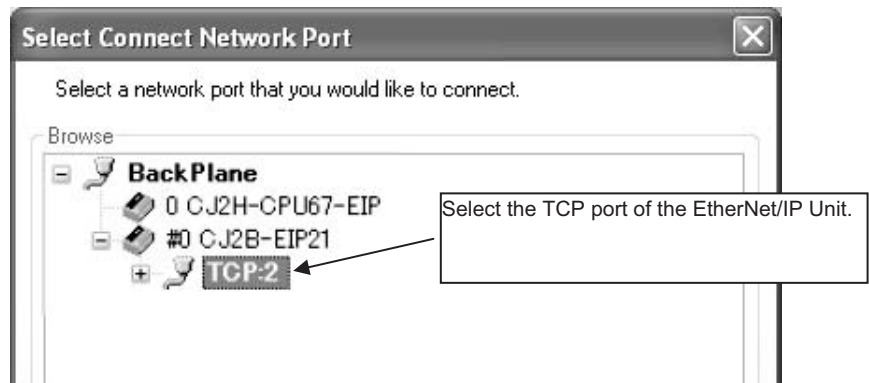 Select Connect Network Port
Select a network port that you would like to connect.
Browse
BackPlane
0 CJ2H-CPU67-EIP
#0 CJ2B-EIP21
TCP:2
Select the TCP port of the EtherNet/IP Unit.